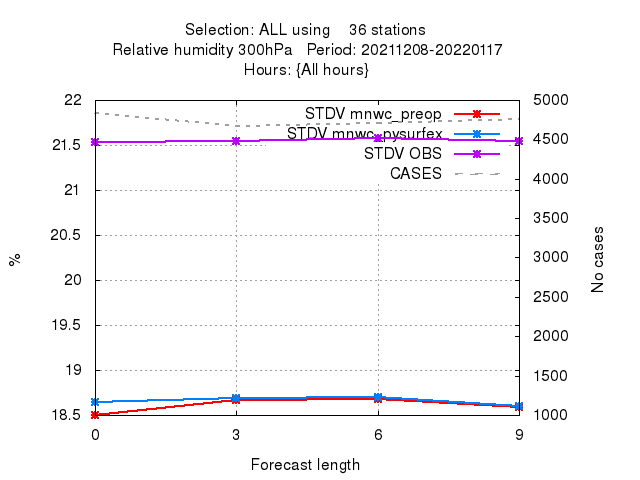 Selection: ALL using    36 stations
Relative humidity 300hPa   Period: 20211208-20220117
Hours: {All hours}
22
5000
STDV mnwc_preop
21.5
4500
STDV mnwc_pysurfex
STDV OBS
CASES
21
4000
20.5
3500
%
20
3000
No cases
2500
19.5
2000
19
1500
18.5
1000
0
3
6
9
Forecast length